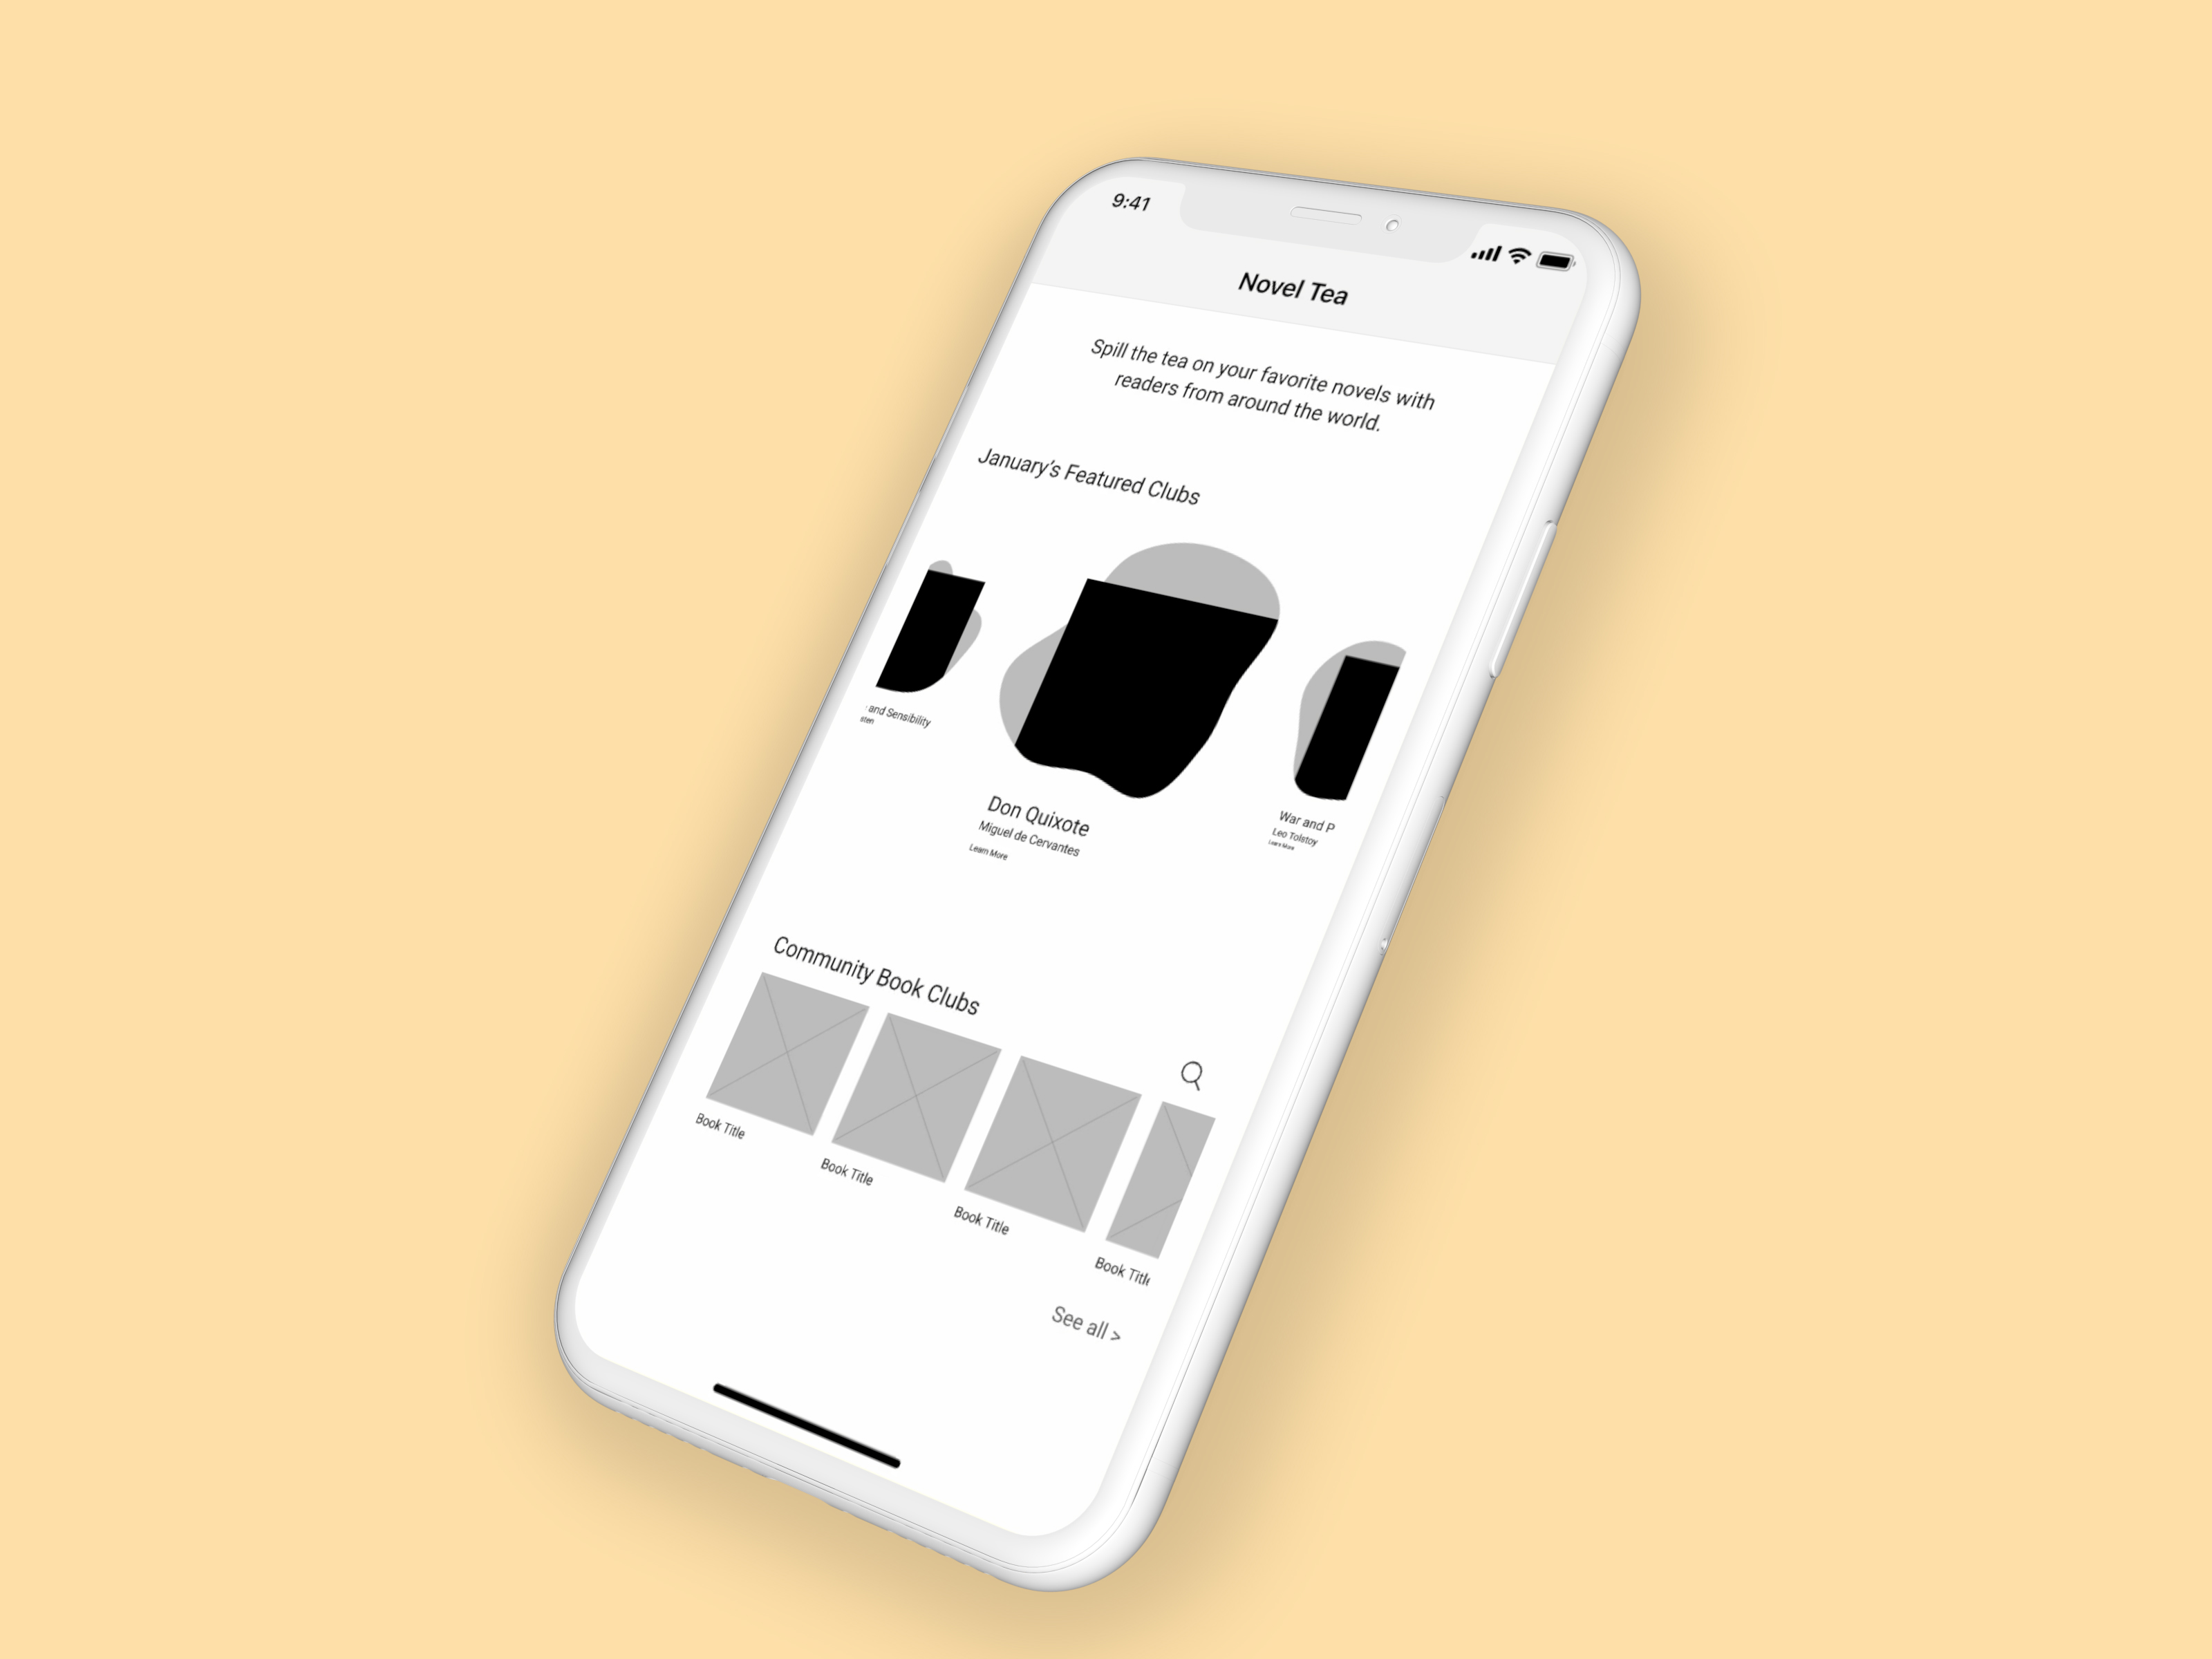 9:41
Novel Tea
Spill the tea on your favorite novels with
readers from around the world.
January's Featured Clubs
and Sensibility
sten
Don Quixote
Miguel de Cervantes
Learn More
War and P
Leo Tolstoy
Learn More
Community Book Clubs
Book Title
Book Title
Book Title
Book Title
See all >